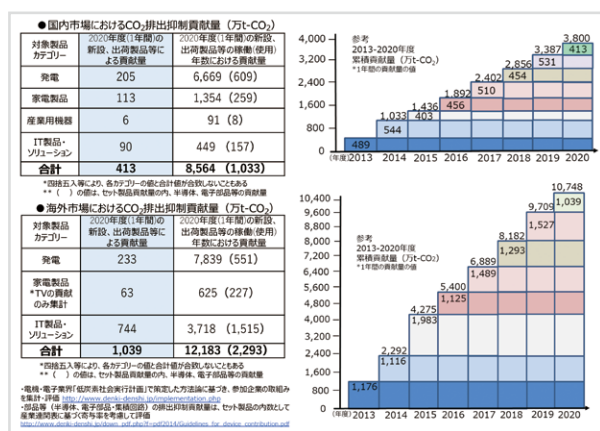 ●国内市場におけるCO₂排出抑制貢献量（万t-CO₂）
対象製品
カテゴリー
2020年度(1年間)の
新設、出荷製品等に
よる貢献量
2020年度(1年間)の新設、
出荷製品等の稼働(使用)
年数における貢献量
発電 205 6,669 (609)
家電製品 113 1,354 (259)
産業用機器 6 91 (8)
IT製品・
ソリューション 90 449 (157)
合計 413 8,564 (1,033)
*四捨五入等により、各カテゴリーの値と合計値が合致しないこともある
** （ ）の値は、セット製品貢献量の内、半導体、電子部品等の貢献量
●海外市場におけるCO₂排出抑制貢献量（万t-CO₂）
対象製品
カテゴリー
2020年度(1年間)の
新設、出荷製品等
による貢献量
2020年度(1年間)の新設、
出荷製品等の稼働(使用)
年数における貢献量
発電 233 7,839 (551)
家電製品
*TVの貢献
のみ集計 63 625 (227)
IT製品・
ソリューション 744 3,718 (1,515)
合計 1,039 12,183 (2,293)
*四捨五入等により、各カテゴリーの値と合計値が合致しないこともある
** （ ）の値は、セット製品貢献量の内、半導体、電子部品等の貢献量
・電機・電子業界「低炭素社会実行計画」で策定した方法論に基づき、参加企業の取組み
を集計・評価 http://www.denki-denshi.jp/implementation.php
・部品等（半導体、電子部品・集積回路）の排出抑制貢献量は、セット製品の内数として
産業連関表に基づく寄与率を考慮して評価
http://www.denki-denshi.jp/down_pdf.php?f=pdf2014/Guidelines_for_device_contribution.pdf
参考
2013-2020年度
累積貢献量（万t-CO₂）
*1年間の貢献量の値
4,000
3,200
2,400
1,600
800
0
489
1,033
544
1,436
403
1,892
456
2,402
510
2,856
454
3,387
531
3,800
413
(年度) 2013 2014 2015 2016 2017 2018 2019 2020
参考
2013-2020年度
累積貢献量（万t-CO₂）
*1年間の貢献量の値
10,400
9,600
8,800
8,000
7,200
6,400
5,600
4,800
4,000
3,200
2,400
1,600
800
0
1,176
2,292
1,116
4,275
1,983
5,400
1,125
6,889
1,489
8,182
1,293
9,709
1,527
10,748
1,039
(年度) 2013 2014 2015 2016 2017 2018 2019 2020